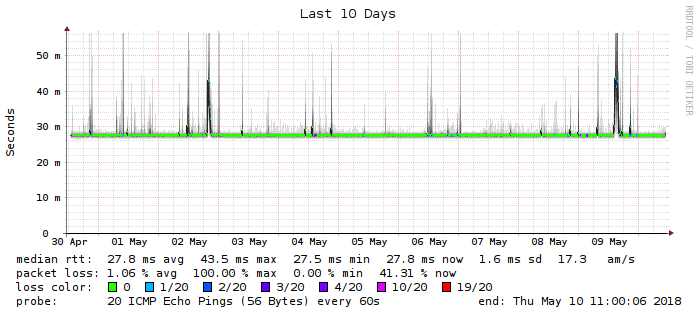 Last 10 Days
RRDTOOL / TOBI OETIKER
Seconds
50 m
40 m
30 m
20 m
10 m
0
30 Apr 01 May 02 May 03 May 04 May 05 May 06 May 07 May 08 May 09 May
median rtt: 27.8 ms avg 43.5 ms max 27.5 ms min 27.8 ms now 1.6 ms sd 17.3 am/s
packet loss: 1.06 % avg 100.00 % max 0.00 % min 41.31 % now
loss color: 0 1/20 2/20 3/20 4/20 10/20 19/20
probe: 20 ICMP Echo Pings (56 Bytes) every 60s end: Thu May 10 11:00:06 2018